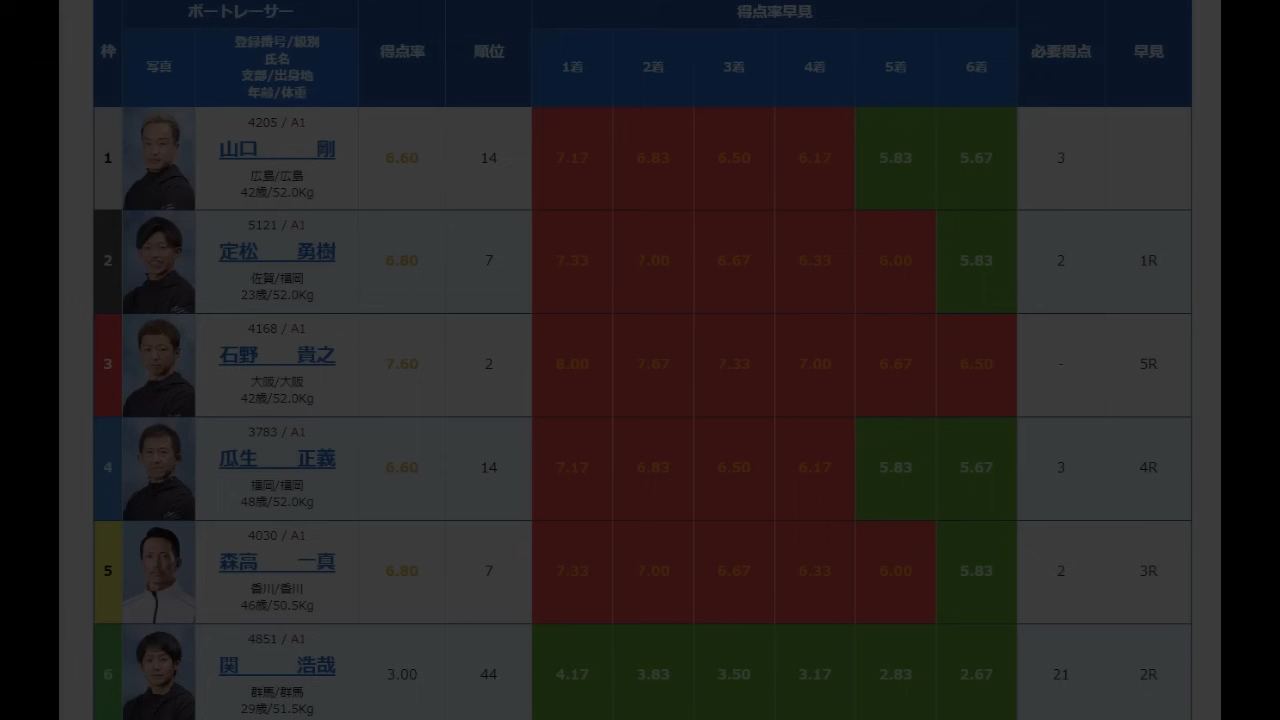 ボートレーサー 得点率早見
枠 写真 登録番号/級別 得点率 順位 1着 2着 3着 4着 5着 6着 必要得点 早見
氏名
支部/出身地
年齢/体重
4205 / A1
1 山口 剛 6.60 14 7.17 6.83 6.50 6.17 5.83 5.67 3
広島/広島
42歳/52.0Kg
5121 / A1
2 定松 勇樹 6.80 7 7.33 7.00 6.67 6.33 6.00 5.83 2 1R
佐賀/福岡
23歳/52.0Kg
4168 / A1
3 石野 貴之 7.60 2 8.00 7.67 7.33 7.00 6.67 6.50 - 5R
大阪/大阪
42歳/52.0Kg
3783 / A1
4 瓜生 正義 6.60 14 7.17 6.83 6.50 6.17 5.83 5.67 3 4R
福岡/福岡
48歳/52.0Kg
4030 / A1
5 森高 一真 6.80 7 7.33 7.00 6.67 6.33 6.00 5.83 2 3R
香川/香川
46歳/50.5Kg
4851 / A1
6 関 浩哉 3.00 44 4.17 3.83 3.50 3.17 2.83 2.67 21 2R
群馬/群馬
29歳/51.5Kg